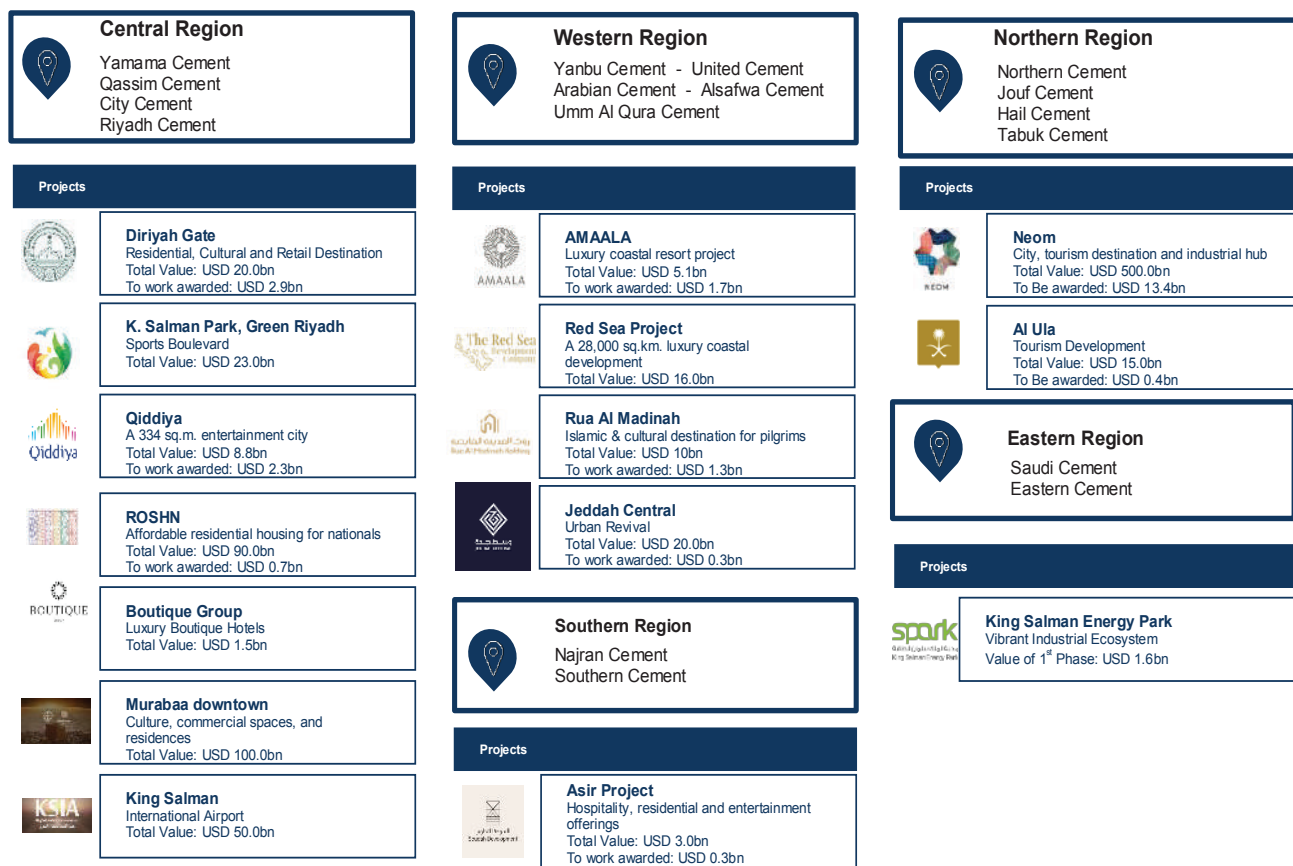 Central Region
Yamama Cement
Qassim Cement
City Cement
Riyadh Cement
Projects
Diriyah Gate
Residential, Cultural and Retail Destination
Total Value: USD 20.0bn
To work awarded: USD 2.9bn
K. Salman Park, Green Riyadh
Sports Boulevard
Total Value: USD 23.0bn
Qiddiya
Qiddiya
A 334 sq.m. entertainment city
Total Value: USD 8.8bn
To work awarded: USD 2.3bn
ROSHN
Affordable residential housing for nationals
Total Value: USD 90.0bn
To work awarded: USD 0.7bn
BOUTIQUE
Boutique Group
Luxury Boutique Hotels
Total Value: USD 1.5bn
Murabaa downtown
Culture, commercial spaces, and
residences
Total Value: USD 100.0bn
KSIA
King Salman
International Airport
Total Value: USD 50.0bn
Western Region
Yanbu Cement - United Cement
Arabian Cement - Alsafwa Cement
Umm Al Qura Cement
Projects
AMAALA
AMAALA
Luxury coastal resort project
Total Value: USD 5.1bn
To work awarded: USD 1.7bn
The Red Sea
Development
Company
Red Sea Project
A 28,000 sq.km. luxury coastal
development
Total Value: USD 16.0bn
Rua Al Madinah
Islamic & cultural destination for pilgrims
Total Value: USD 10bn
To work awarded: USD 1.3bn
Jeddah Central
Urban Revival
Total Value: USD 20.0bn
To work awarded: USD 0.3bn
Southern Region
Najran Cement
Southern Cement
Projects
Soudah Development
Asir Project
Hospitality, residential and entertainment
offerings
Total Value: USD 3.0bn
To work awarded: USD 0.3bn
Northern Region
Northern Cement
Jouf Cement
Hail Cement
Tabuk Cement
Projects
NEOM
Neom
City, tourism destination and industrial hub
Total Value: USD 500.0bn
To Be awarded: USD 13.4bn
Al Ula
Tourism Development
Total Value: USD 15.0bn
To Be awarded: USD 0.4bn
Eastern Region
Saudi Cement
Eastern Cement
Projects
spark
King Salman Energy Park
King Salman Energy Park
Vibrant Industrial Ecosystem
Value of 1st Phase: USD 1.6bn